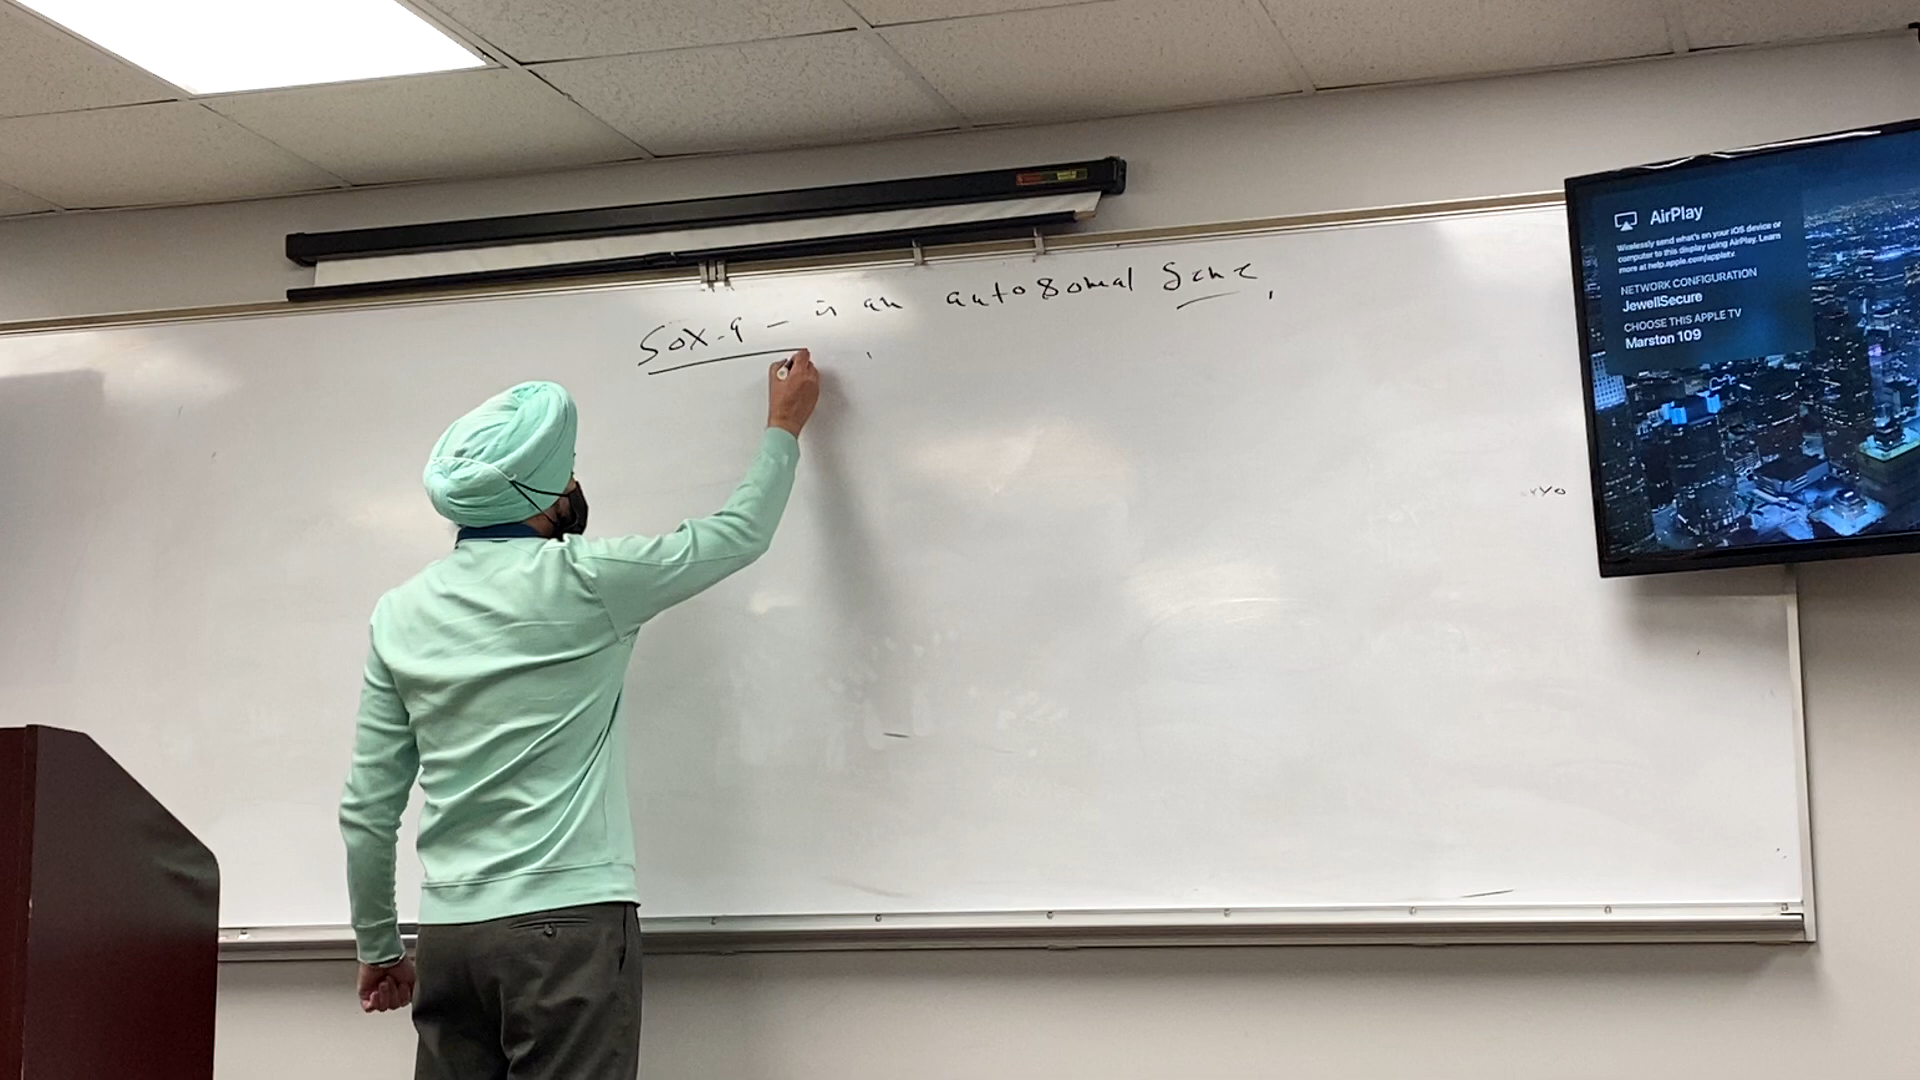 SOX-9 – is an autosomal gene,
AirPlay
Wirelessly send what's on your iOS device or
computer to this display using AirPlay. Learn
more at help.apple.com/appletv.
NETWORK CONFIGURATION
JewellSecure
CHOOSE THIS APPLE TV
Marston 109